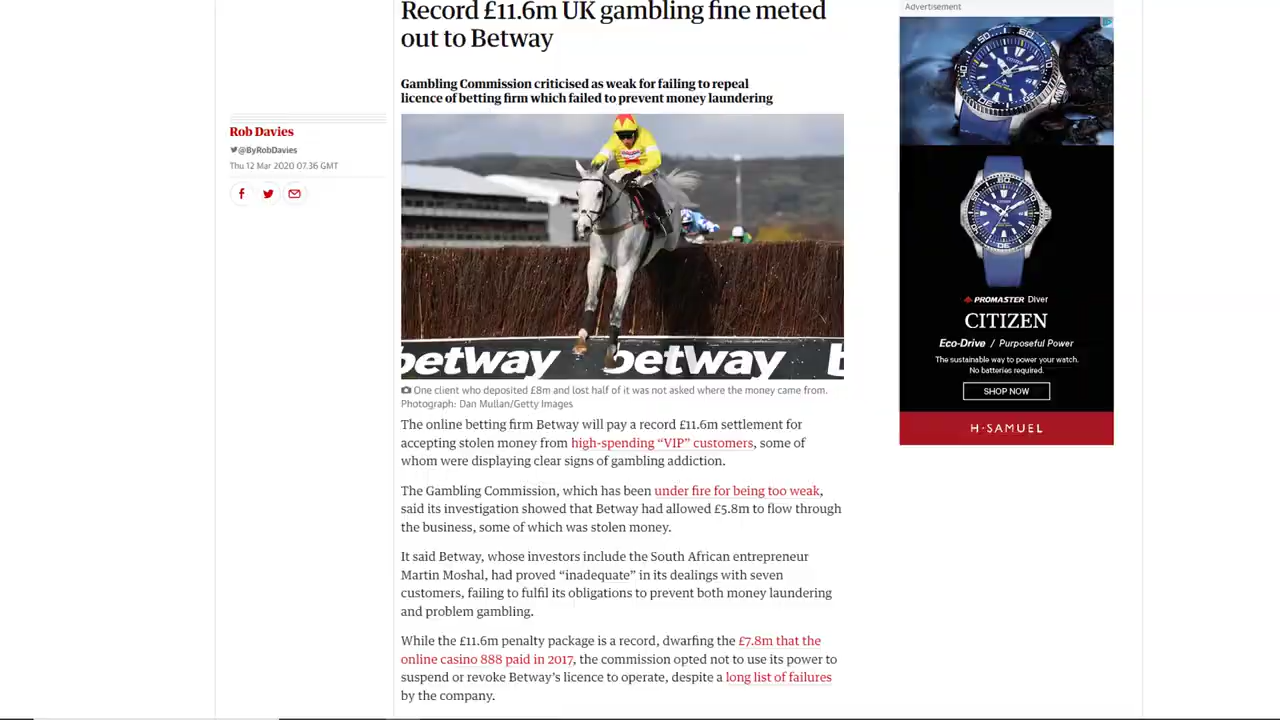 Record £11.6m UK gambling fine meted
out to Betway
Gambling Commission criticised as weak for failing to repeal
licence of betting firm which failed to prevent money laundering
Rob Davies
@ByRobDavies
Thu 12 Mar 2020 07.36 GMT
betway betway b
One client who deposited £8m and lost half of it was not asked where the money came from.
Photograph: Dan Mullan/Getty Images
The online betting firm Betway will pay a record £11.6m settlement for
accepting stolen money from high-spending “VIP” customers, some of
whom were displaying clear signs of gambling addiction.
The Gambling Commission, which has been under fire for being too weak,
said its investigation showed that Betway had allowed £5.8m to flow through
the business, some of which was stolen money.
It said Betway, whose investors include the South African entrepreneur
Martin Moshal, had proved “inadequate” in its dealings with seven
customers, failing to fulfil its obligations to prevent both money laundering
and problem gambling.
While the £11.6m penalty package is a record, dwarfing the £7.8m that the
online casino 888 paid in 2017, the commission opted not to use its power to
suspend or revoke Betway’s licence to operate, despite a long list of failures
by the company.
Advertisement
PROMASTER Diver
CITIZEN
Eco-Drive / Purposeful Power
The sustainable way to power your watch.
No batteries required.
SHOP NOW
H·SAMUEL